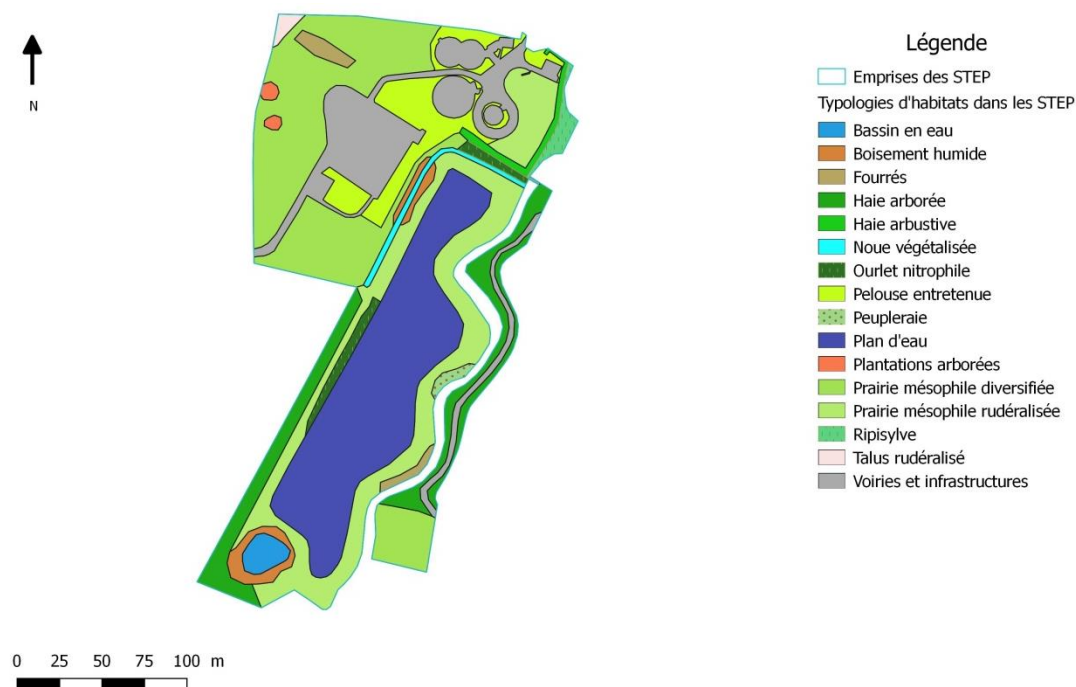 N
Légende
Emprises des STEP
Typologies d'habitats dans les STEP
Bassin en eau
Boisement humide
Fourrés
Haie arborée
Haie arbustive
Noue végétalisée
Ourlet nitrophile
Pelouse entretenue
Peupleraie
Plan d'eau
Plantations arborées
Prairie mésophile diversifiée
Prairie mésophile rudéralisée
Ripisylve
Talus rudéralisé
Voiries et infrastructures
0 25 50 75 100 m